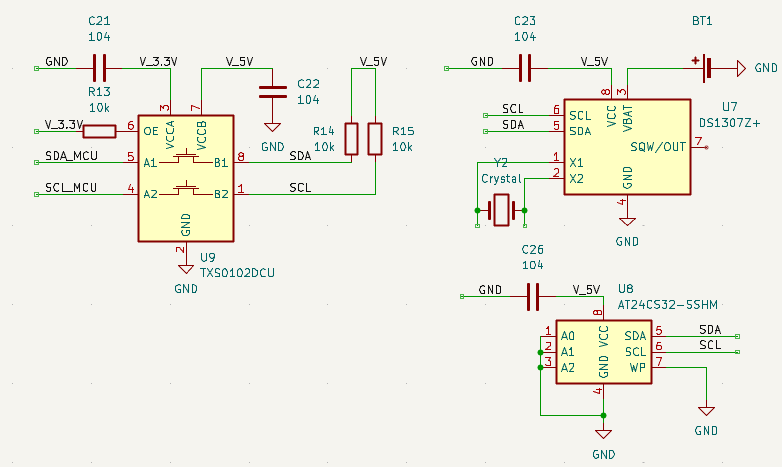 C21
104
GND
V_3.3V
V_5V
V_5V
R13
10k
C22
104
GND
V_3.3V
6
OE
3
VCCA
7
VCCB
R14
10k
R15
10k
SDA_MCU
5
A1
B1
8
SDA
SCL_MCU
4
A2
B2
1
SCL
GND
2
U9
TXS0102DCU
GND
C23
104
BT1
GND
V_5V
+
GND
8
VCC
3
VBAT
U7
DS1307Z+
SCL
6
SCL
SDA
5
SDA
SQW/OUT
7
Y2
Crystal
1
X1
2
X2
GND
4
GND
C26
104
GND
V_5V
U8
AT24CS32-SSHM
8
VCC
1
A0
SDA
5
SDA
2
A1
SCL
6
SCL
3
A2
WP
7
GND
4
GND
GND